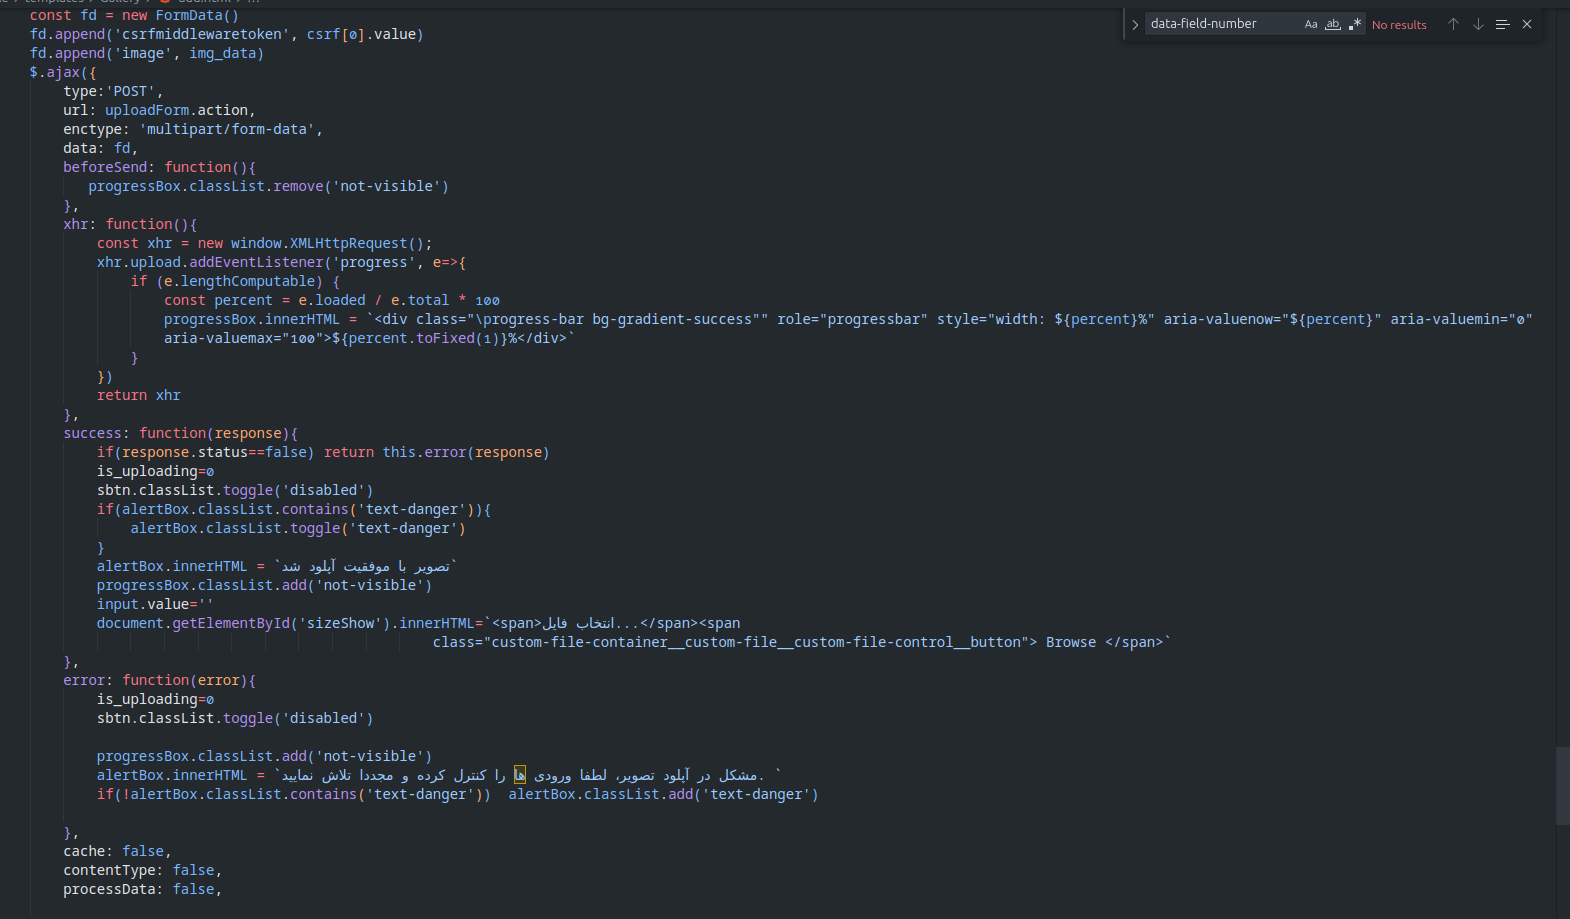 const fd = new FormData()
fd.append('csrfmiddlewaretoken', csrf[0].value)
fd.append('image', img_data)
$.ajax({
type:'POST',
url: uploadForm.action,
enctype: 'multipart/form-data',
data: fd,
beforeSend: function(){
progressBox.classList.remove('not-visible')
},
xhr: function(){
const xhr = new window.XMLHttpRequest();
xhr.upload.addEventListener('progress', e=>{
if (e.lengthComputable) {
const percent = e.loaded / e.total * 100
progressBox.innerHTML = `<div class="\progress-bar bg-gradient-success"" role="progressbar" style="width: ${percent}%" aria-valuenow="${percent}" aria-valuemin="0"
aria-valuemax="100">${percent.toFixed(1)}%</div>`
}
})
return xhr
},
success: function(response){
if(response.status==false) return this.error(response)
is_uploading=0
sbtn.classList.toggle('disabled')
if(alertBox.classList.contains('text-danger')){
alertBox.classList.toggle('text-danger')
}
alertBox.innerHTML = `تصویر با موفقیت آپلود شد`
progressBox.classList.add('not-visible')
input.value=''
document.getElementById('sizeShow').innerHTML=`<span>انتخاب فایل...</span><span
class="custom-file-container__custom-file__custom-file-control__button"> Browse </span>`
},
error: function(error){
is_uploading=0
sbtn.classList.toggle('disabled')
progressBox.classList.add('not-visible')
alertBox.innerHTML = `مشکل در آپلود تصویر، لطفا ورودی ها را کنترل کرده و مجددا تلاش نمایید. `
if(!alertBox.classList.contains('text-danger')) alertBox.classList.add('text-danger')
},
cache: false,
contentType: false,
processData: false,
data-field-number
Aa ab .* No results